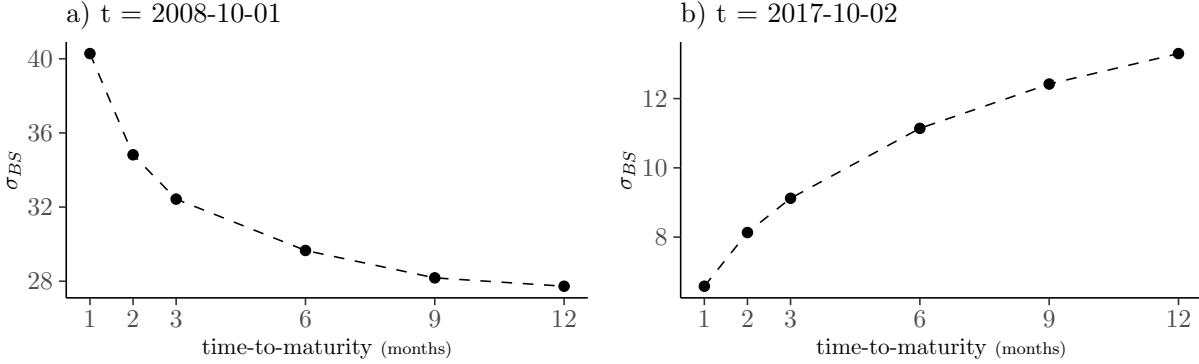 a) t = 2008-10-01
σBS
40
36
32
28
1 2 3 6 9 12
time-to-maturity (months)
b) t = 2017-10-02
σBS
12
10
8
1 2 3 6 9 12
time-to-maturity (months)